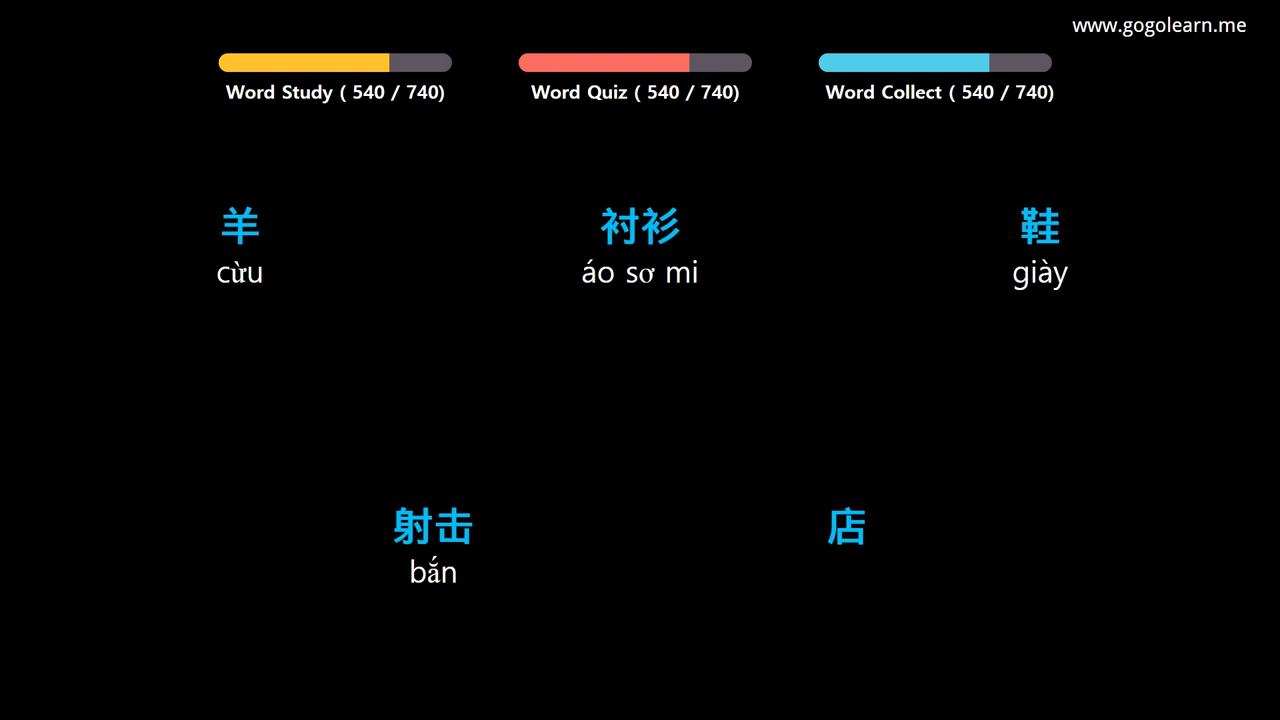 www.gogolearn.me
Word Study ( 540 / 740)
Word Quiz ( 540 / 740)
Word Collect ( 540 / 740)
羊
cừu
衬衫
áo sơ mi
鞋
giày
射击
bắn
店